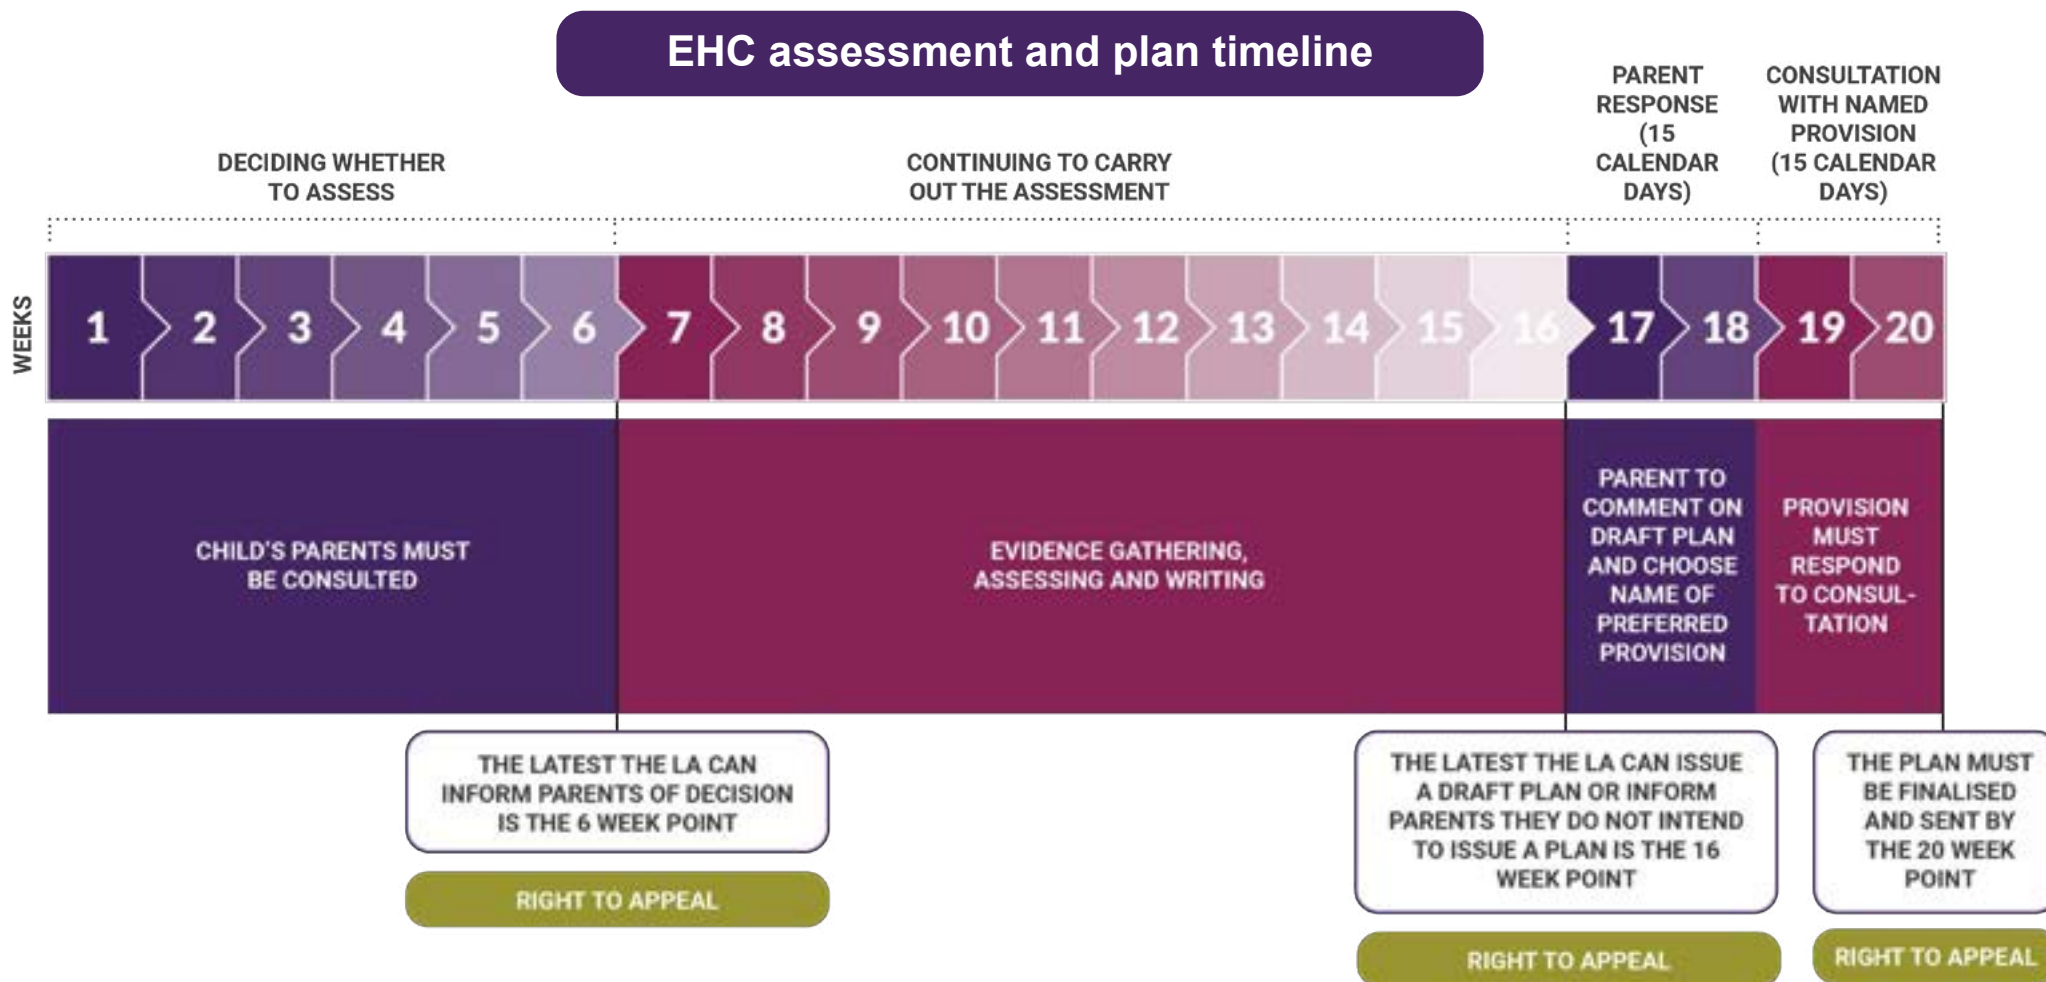 EHC assessment and plan timeline
DECIDING WHETHER
TO ASSESS
CONTINUING TO CARRY
OUT THE ASSESSMENT
PARENT
RESPONSE
(15
CALENDAR
DAYS)
CONSULTATION
WITH NAMED
PROVISION
(15 CALENDAR
DAYS)
WEEKS
1 2 3 4 5 6 7 8 9 10 11 12 13 14 15 16 17 18 19 20
CHILD'S PARENTS MUST
BE CONSULTED
EVIDENCE GATHERING,
ASSESSING AND WRITING
PARENT TO
COMMENT ON
DRAFT PLAN
AND CHOOSE
NAME OF
PREFERRED
PROVISION
PROVISION
MUST
RESPOND
TO CONSUL-
TATION
THE LATEST THE LA CAN
INFORM PARENTS OF DECISION
IS THE 6 WEEK POINT
RIGHT TO APPEAL
THE LATEST THE LA CAN ISSUE
A DRAFT PLAN OR INFORM
PARENTS THEY DO NOT INTEND
TO ISSUE A PLAN IS THE 16
WEEK POINT
RIGHT TO APPEAL
THE PLAN MUST
BE FINALISED
AND SENT BY
THE 20 WEEK
POINT
RIGHT TO APPEAL